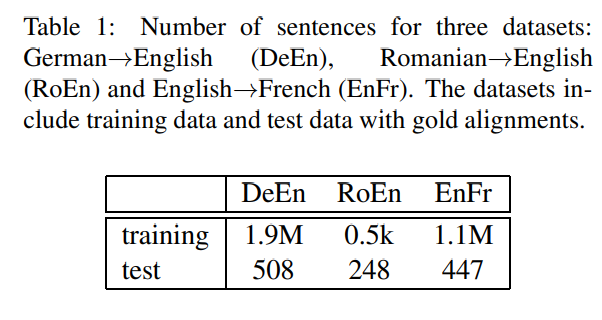 Table 1: Number of sentences for three datasets:
German→English (DeEn), Romanian→English
(RoEn) and English→French (EnFr). The datasets in-
clude training data and test data with gold alignments.
DeEn RoEn EnFr
training 1.9M 0.5k 1.1M
test 508 248 447